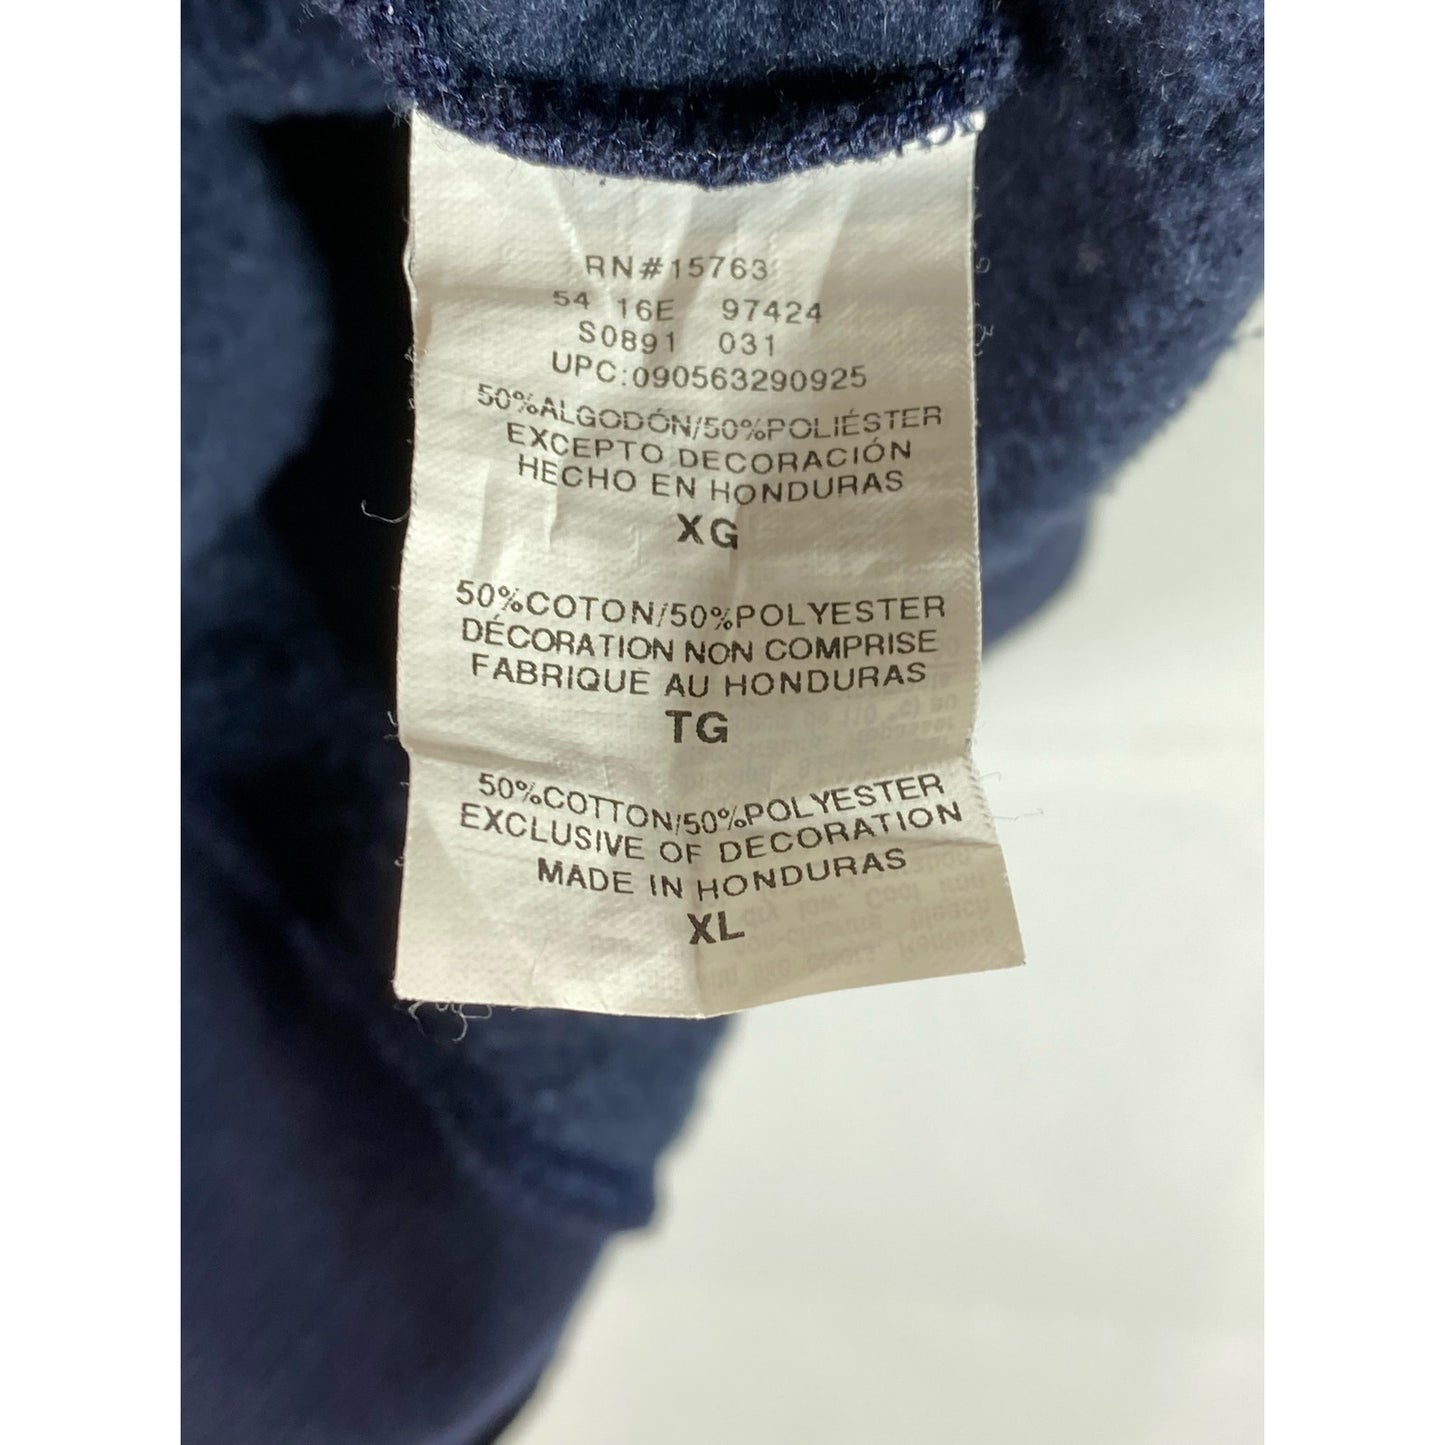 RN#15763
54 16E 97424
S0891 031
UPC:090563290925
50%ALGODÓN/50%POLIÉSTER
EXCEPTO DECORACIÓN
HECHO EN HONDURAS
XG
50%COTON/50%POLYESTER
DÉCORATION NON COMPRISE
FABRIQUE AU HONDURAS
TG
50%COTTON/50%POLYESTER
EXCLUSIVE OF DECORATION
MADE IN HONDURAS
XL